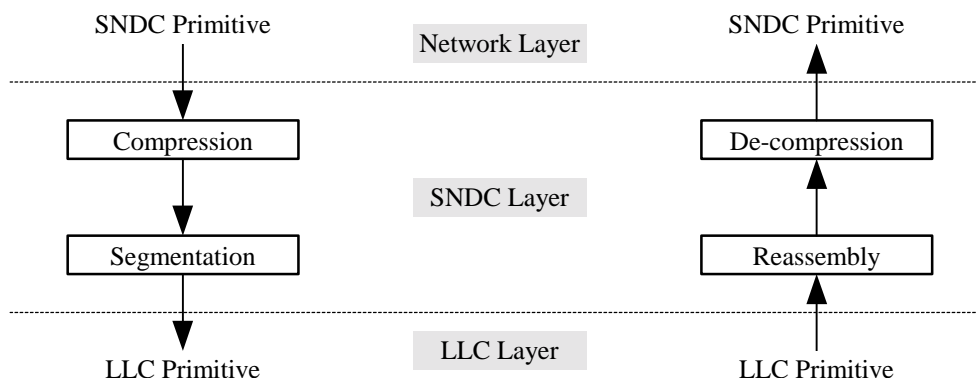 SNDC Primitive
Network Layer
SNDC Primitive
Compression
De-compression
SNDC Layer
Segmentation
Reassembly
LLC Layer
LLC Primitive
LLC Primitive